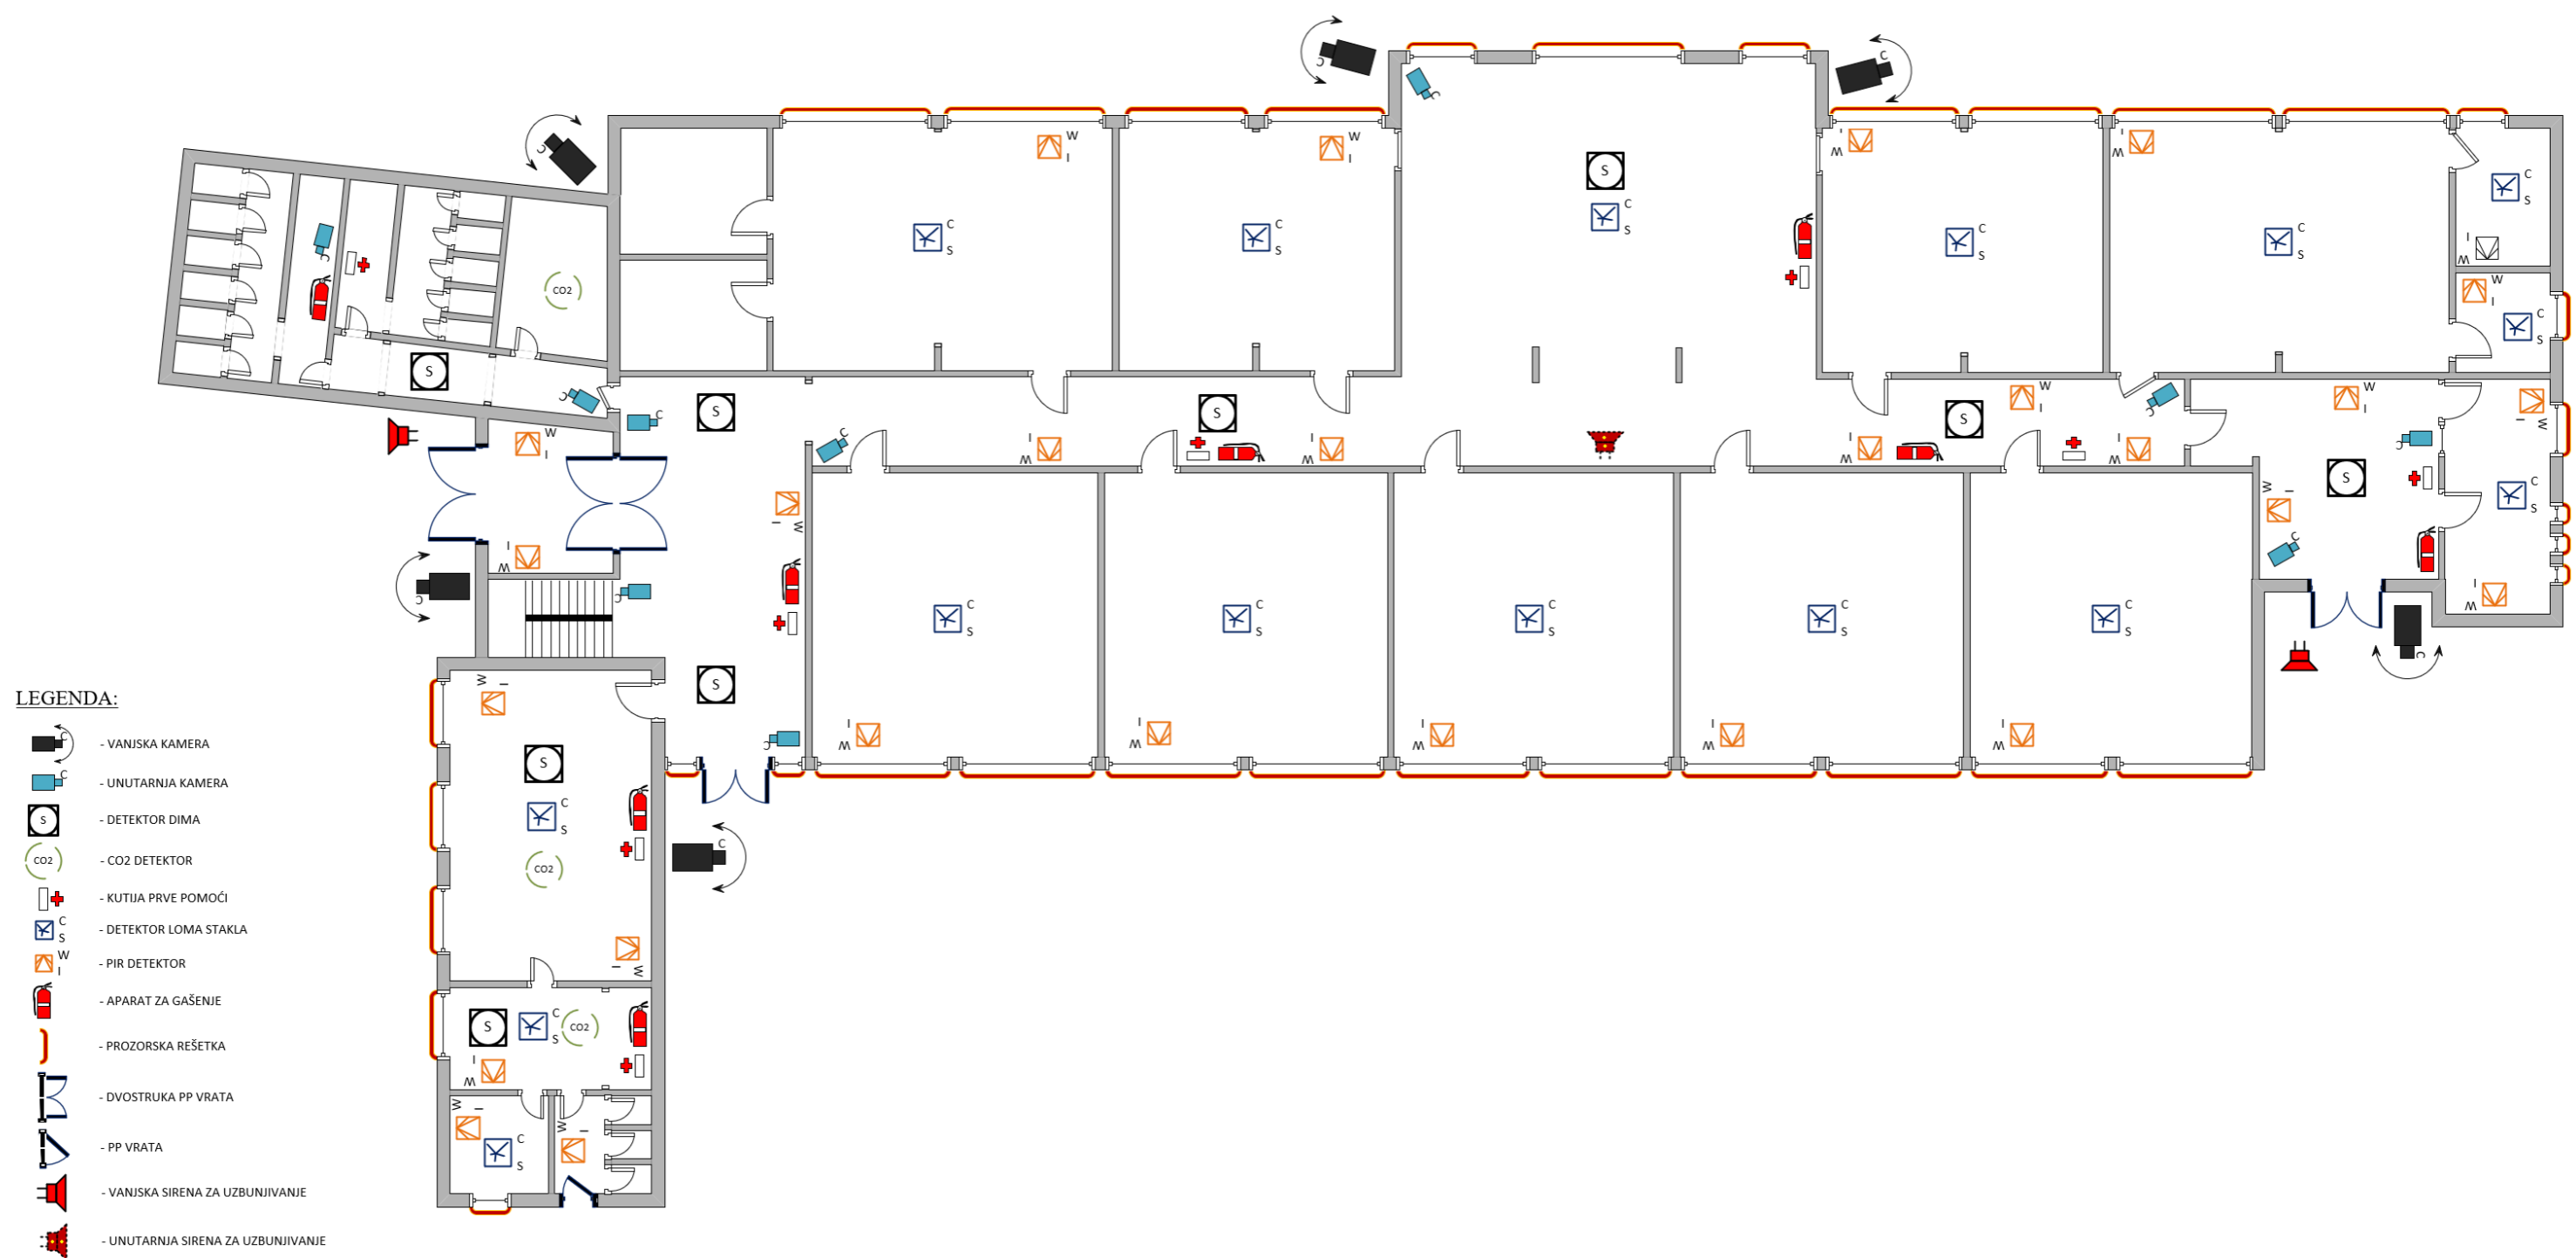 LEGENDA:
C
- VANJSKA KAMERA
C
- UNUTARNJA KAMERA
S
- DETEKTOR DIMA
CO2
- CO2 DETEKTOR
- KUTIJA PRVE POMOĆI
C
S
- DETEKTOR LOMA STAKLA
W
I
- PIR DETEKTOR
- APARAT ZA GAŠENJE
- PROZORSKA REŠETKA
- DVOSTRUKA PP VRATA
- PP VRATA
- VANJSKA SIRENA ZA UZBUNJIVANJE
- UNUTARNJA SIRENA ZA UZBUNJIVANJE